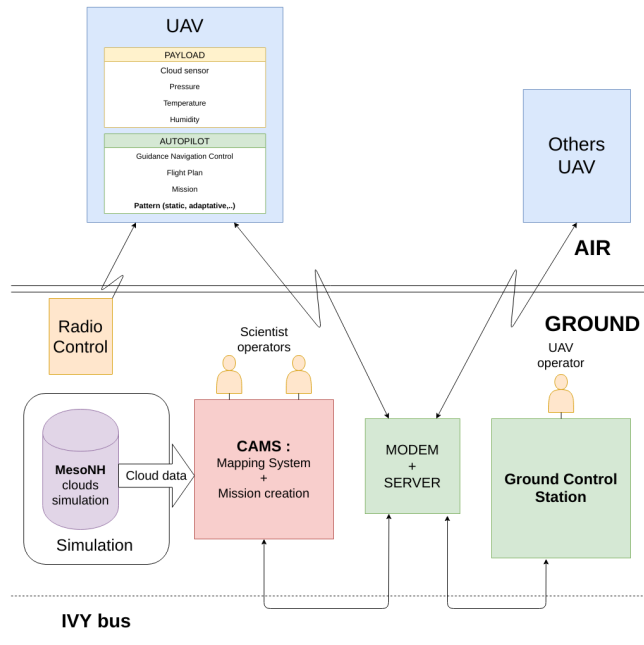 UAV
PAYLOAD
Cloud sensor
Pressure
Temperature
Humidity
AUTOPILOT
Guidance Navigation Control
Flight Plan
Mission
Pattern (static, adaptative,..)
Others
UAV
AIR
GROUND
Radio
Control
Scientist
operators
UAV
operator
MesoNH
clouds
simulation
Simulation
Cloud data
CAMS :
Mapping System
+
Mission creation
MODEM
+
SERVER
Ground Control
Station
IVY bus